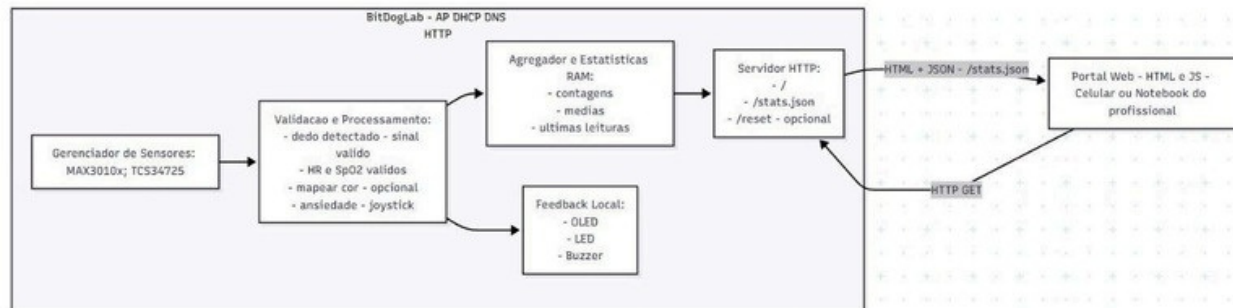 BitDogLab - AP DHCP DNS
HTTP
Gerenciador de Sensores:
MAX3010x; TCS34725
Validacao e Processamento:
- dedo detectado - sinal
valido
- HR e SpO2 validos
- mapear cor - opcional
- ansiedade - joystick
Agregador e Estatisticas
RAM:
- contagens
- medias
- ultimas leituras
Feedback Local:
- OLED
- LED
- Buzzer
Servidor HTTP:
- /
- /stats.json
- /reset - opcional
HTML + JSON - /stats.json
HTTP GET
Portal Web - HTML e JS -
Celular ou Notebook do
profissional